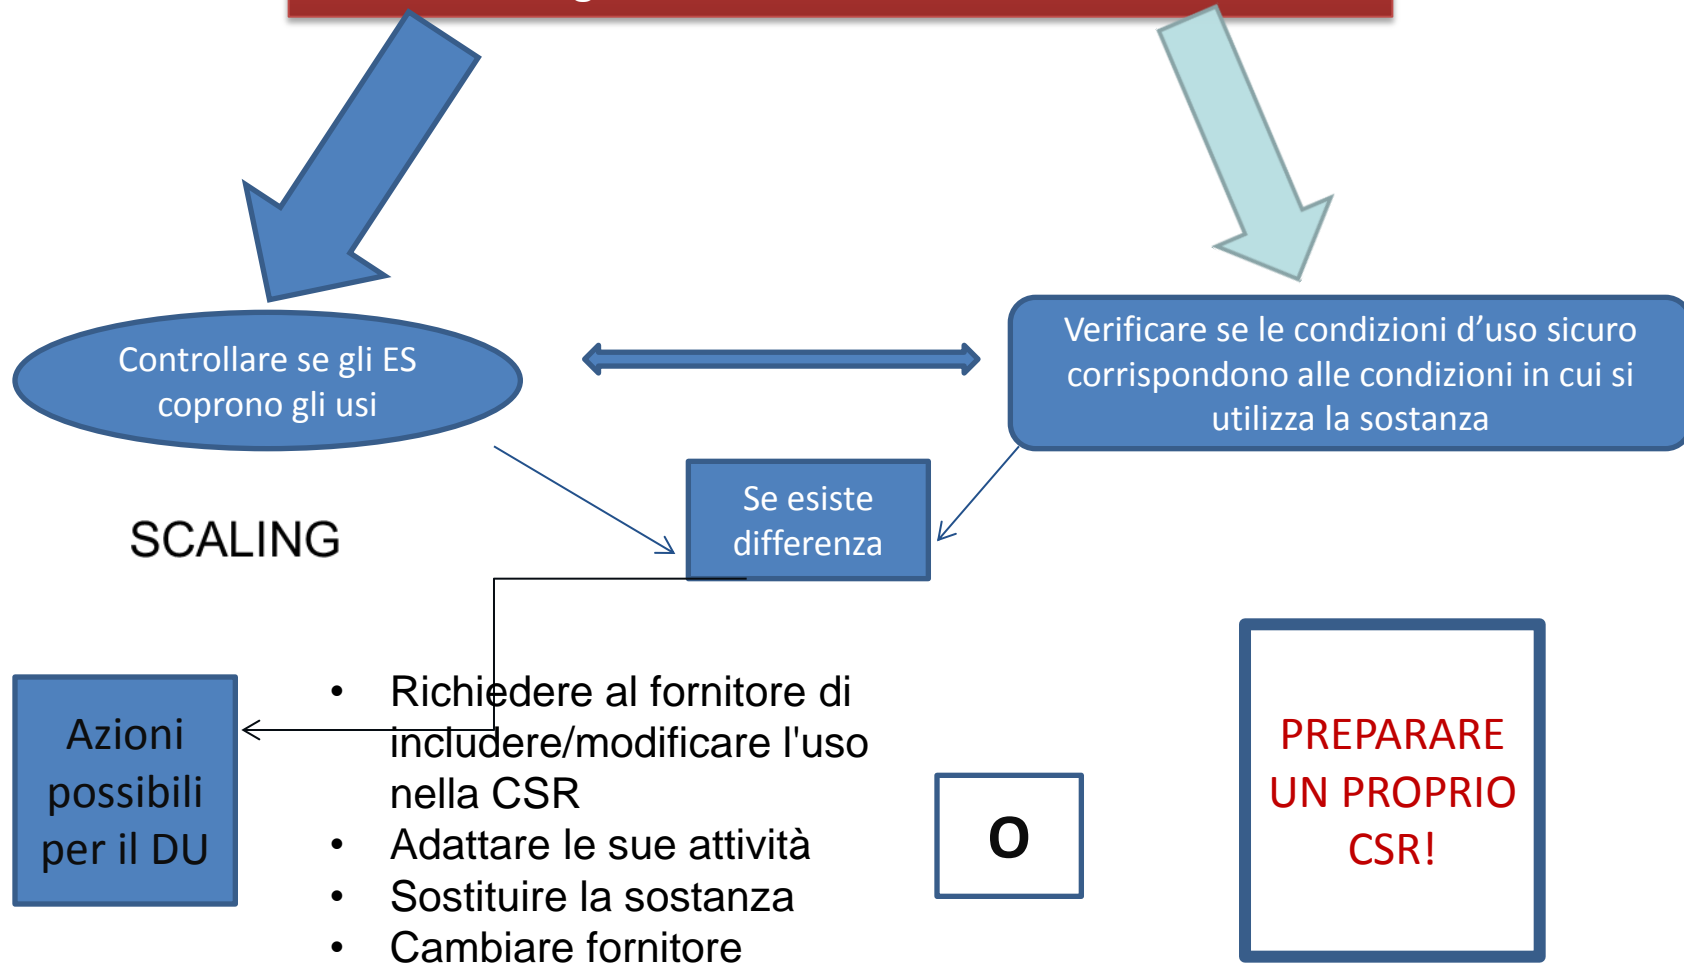 Controllare se gli ES
coprono gli usi
Verificare se le condizioni d’uso sicuro
corrispondono alle condizioni in cui si
utilizza la sostanza
Se esiste
differenza
SCALING
Azioni
possibili
per il DU
• Richiedere al fornitore di
includere/modificare l'uso
nella CSR
• Adattare le sue attività
• Sostituire la sostanza
• Cambiare fornitore
O
PREPARARE
UN PROPRIO
CSR!